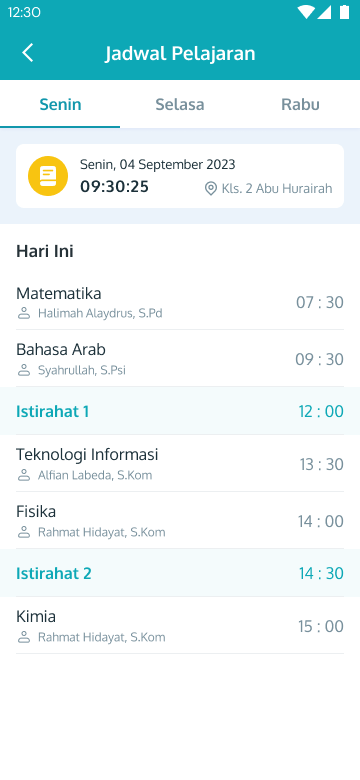 12:30
Jadwal Pelajaran
Senin Selasa Rabu
Senin, 04 September 2023
09:30:25 Kls. 2 Abu Hurairah
Hari Ini
Matematika
Halimah Alaydrus, S.Pd
07 : 30
Bahasa Arab
Syahrullah, S.Psi
09 : 30
Istirahat 1 12 : 00
Teknologi Informasi
Alfian Labeda, S.Kom
13 : 30
Fisika
Rahmat Hidayat, S.Kom
14 : 00
Istirahat 2 14 : 30
Kimia
Rahmat Hidayat, S.Kom
15 : 00